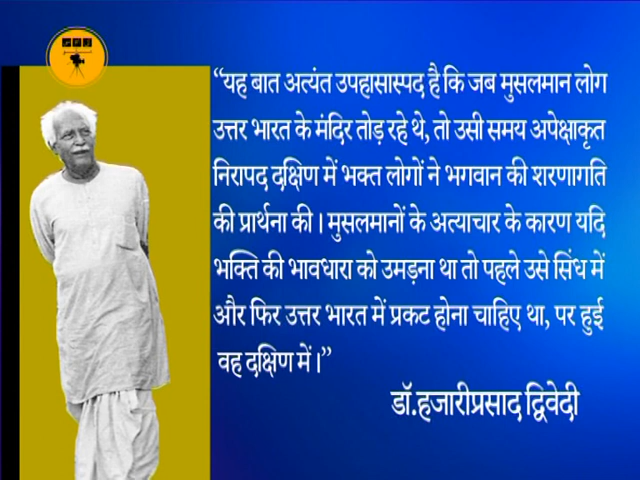 “यह बात अत्यंत उपहासास्पद है कि जब मुसलमान लोग
उत्तर भारत के मंदिर तोड़ रहे थे, तो उसी समय अपेक्षाकृत
निरापद दक्षिण में भक्त लोगों ने भगवान की शरणागति
की प्रार्थना की। मुसलमानों के अत्याचार के कारण यदि
भक्ति की भावधारा को उमड़ना था तो पहले उसे सिंध में
और फिर उत्तर भारत में प्रकट होना चाहिए था, पर हुई
वह दक्षिण में।”
डॉ.हजारीप्रसाद द्विवेदी